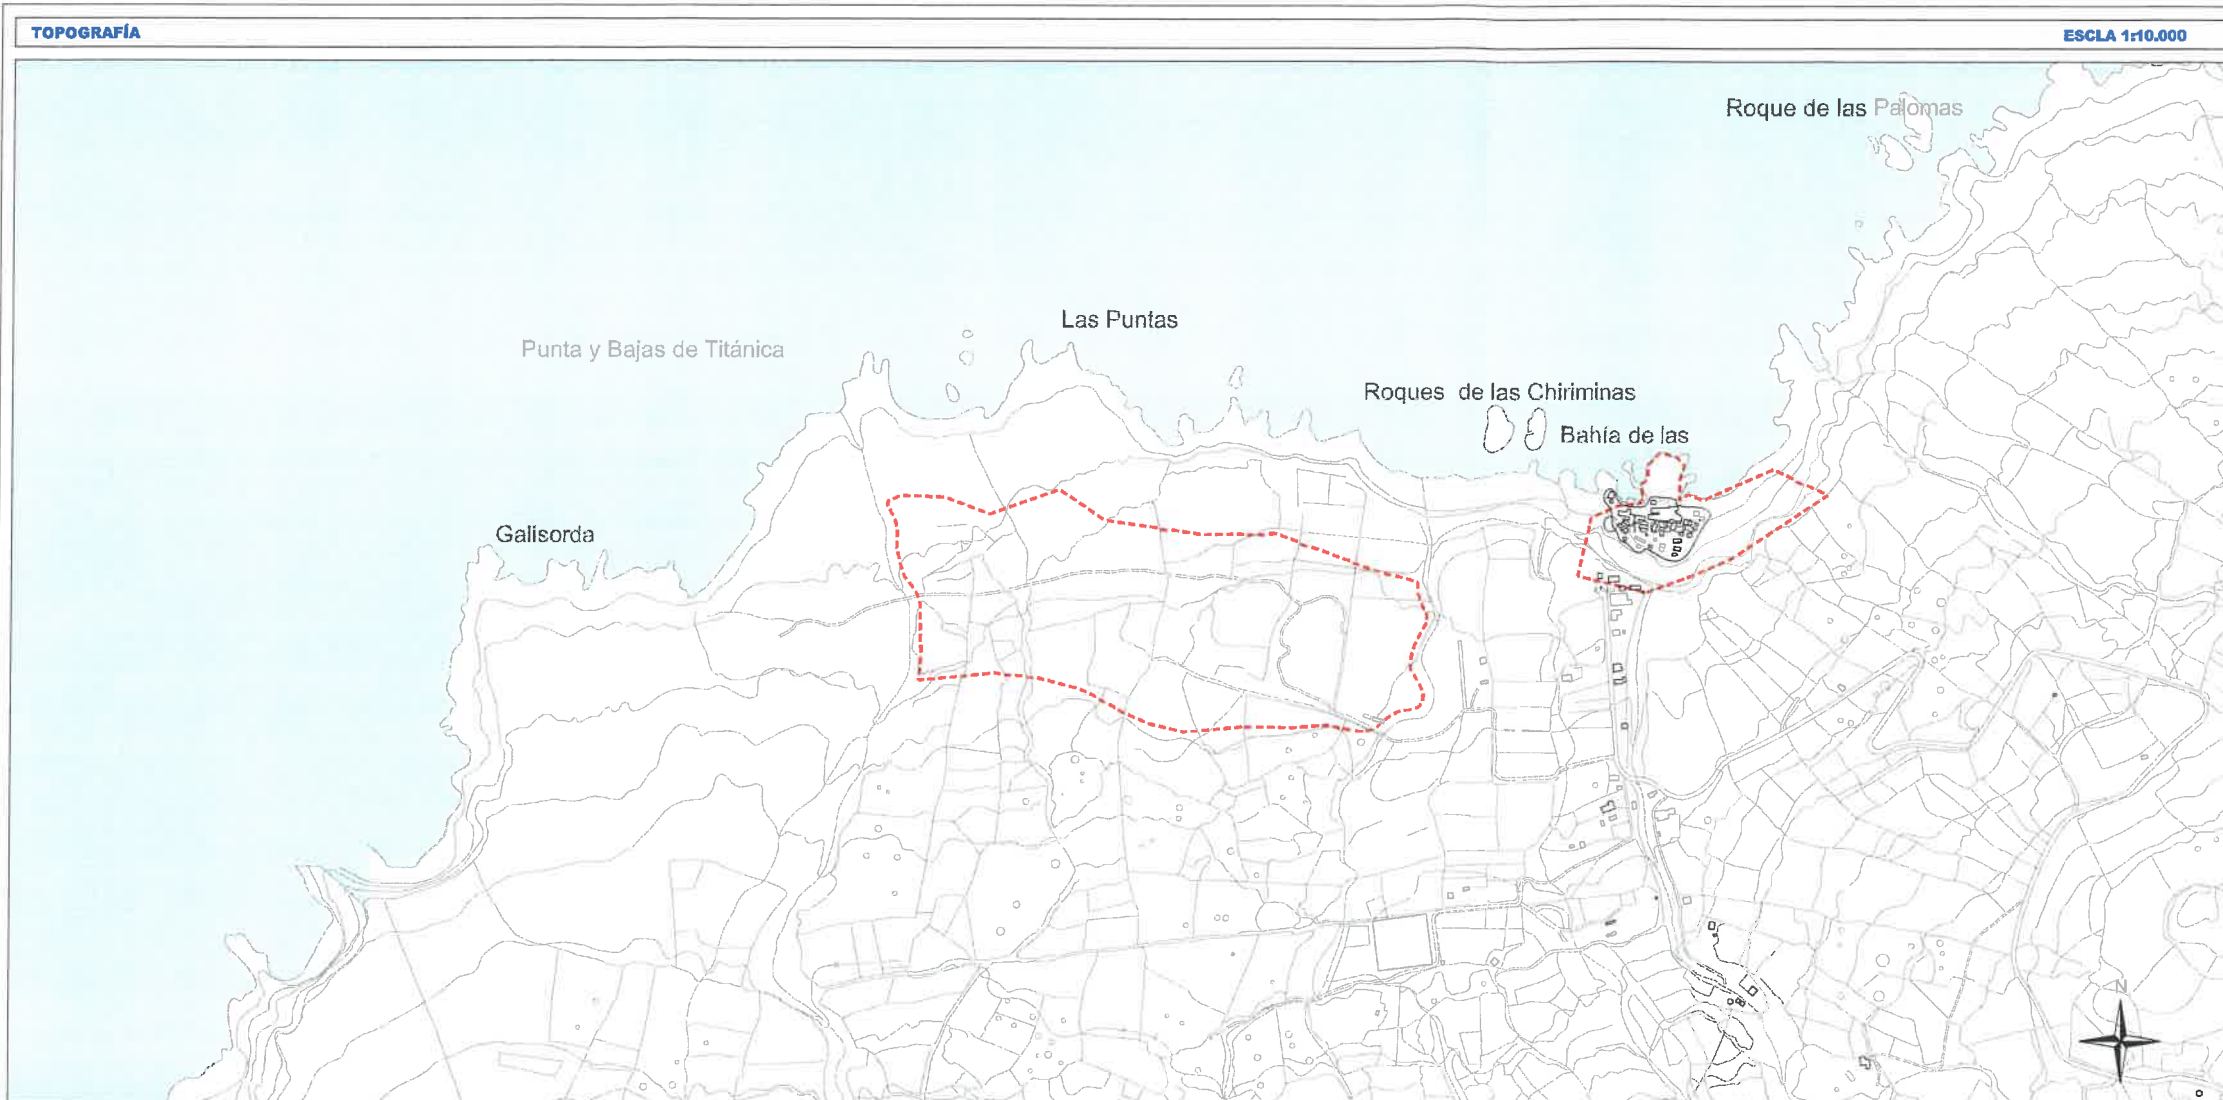 TOPOGRAFÍA
ESCLA 1:10.000
Roque de las Palomas
Las Puntas
Punta y Bajas de Titánica
Roques de las Chiriminas
Bahía de las
Galisorda
N